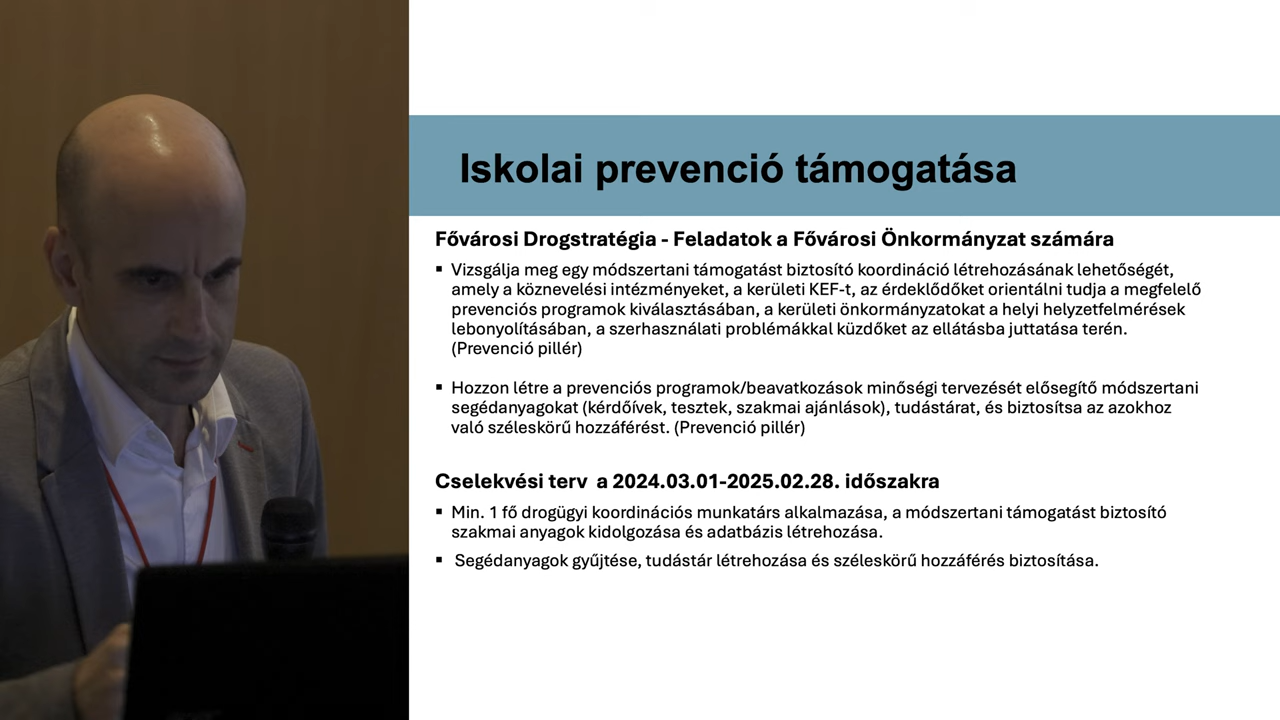 Iskolai prevenció támogatása
Fővárosi Drogstratégia - Feladatok a Fővárosi Önkormányzat számára
▪ Vizsgálja meg egy módszertani támogatást biztosító koordináció létrehozásának lehetőségét,
amely a köznevelési intézményeket, a kerületi KEF-t, az érdeklődőket orientálni tudja a megfelelő
prevenciós programok kiválasztásában, a kerületi önkormányzatokat a helyi helyzetfelmérések
lebonyolításában, a szerhasználati problémákkal küzdőket az ellátásba juttatása terén.
(Prevenció pillér)
▪ Hozzon létre a prevenciós programok/beavatkozások minőségi tervezését elősegítő módszertani
segédanyagokat (kérdőívek, tesztek, szakmai ajánlások), tudástárat, és biztosítsa az azokhoz
való széleskörű hozzáférést. (Prevenció pillér)
Cselekvési terv a 2024.03.01-2025.02.28. időszakra
▪ Min. 1 fő drogügyi koordinációs munkatárs alkalmazása, a módszertani támogatást biztosító
szakmai anyagok kidolgozása és adatbázis létrehozása.
▪ Segédanyagok gyűjtése, tudástár létrehozása és széleskörű hozzáférés biztosítása.